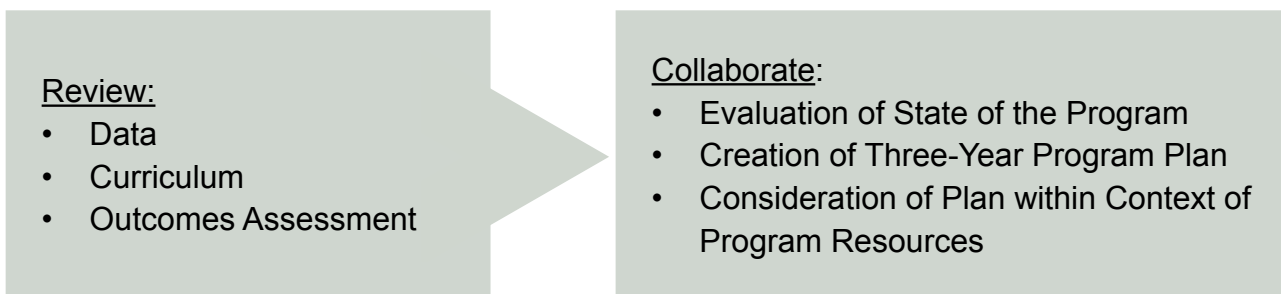 Review:
• Data
• Curriculum
• Outcomes Assessment
Collaborate:
• Evaluation of State of the Program
• Creation of Three-Year Program Plan
• Consideration of Plan within Context of
Program Resources